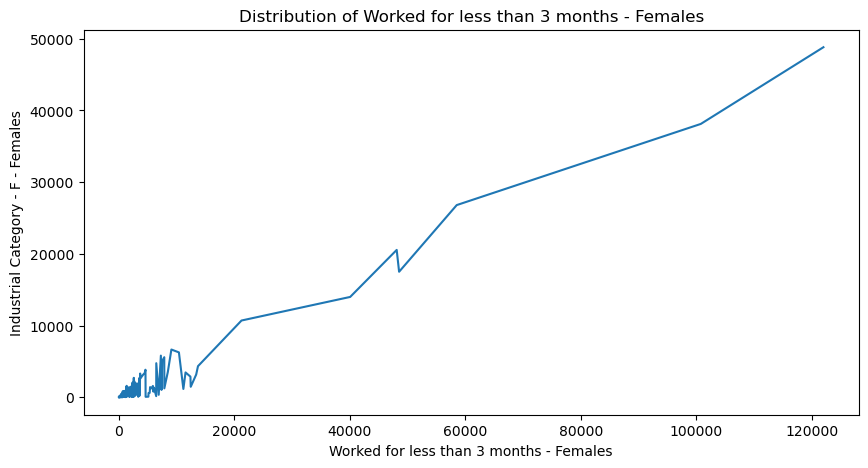 Distribution of Worked for less than 3 months - Females
50000
40000
30000
20000
10000
0
Industrial Category - F - Females
0 20000 40000 60000 80000 100000 120000
Worked for less than 3 months - Females